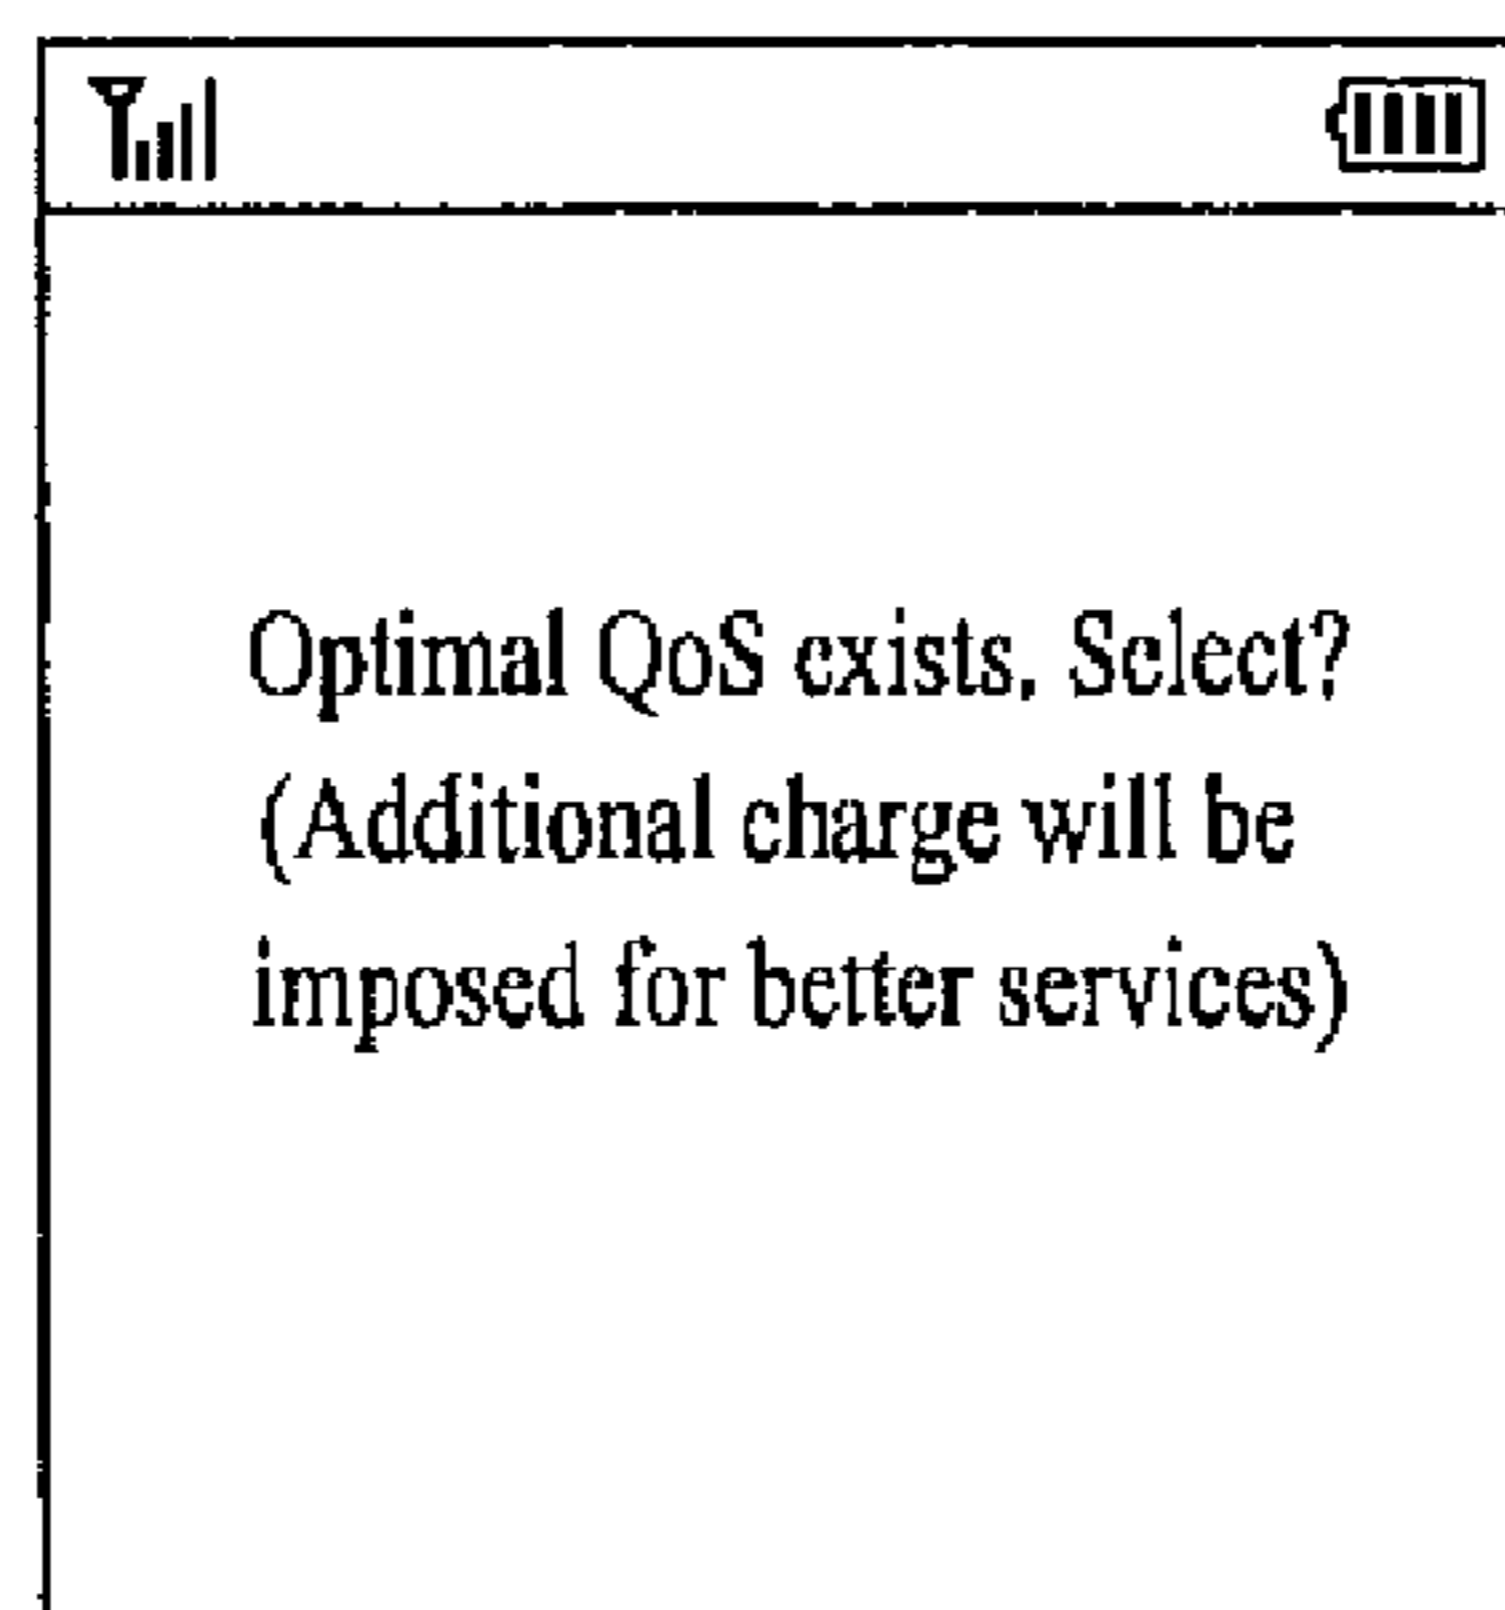 Optimal QoS exists. Select?
(Additional charge will be
imposed for better services)